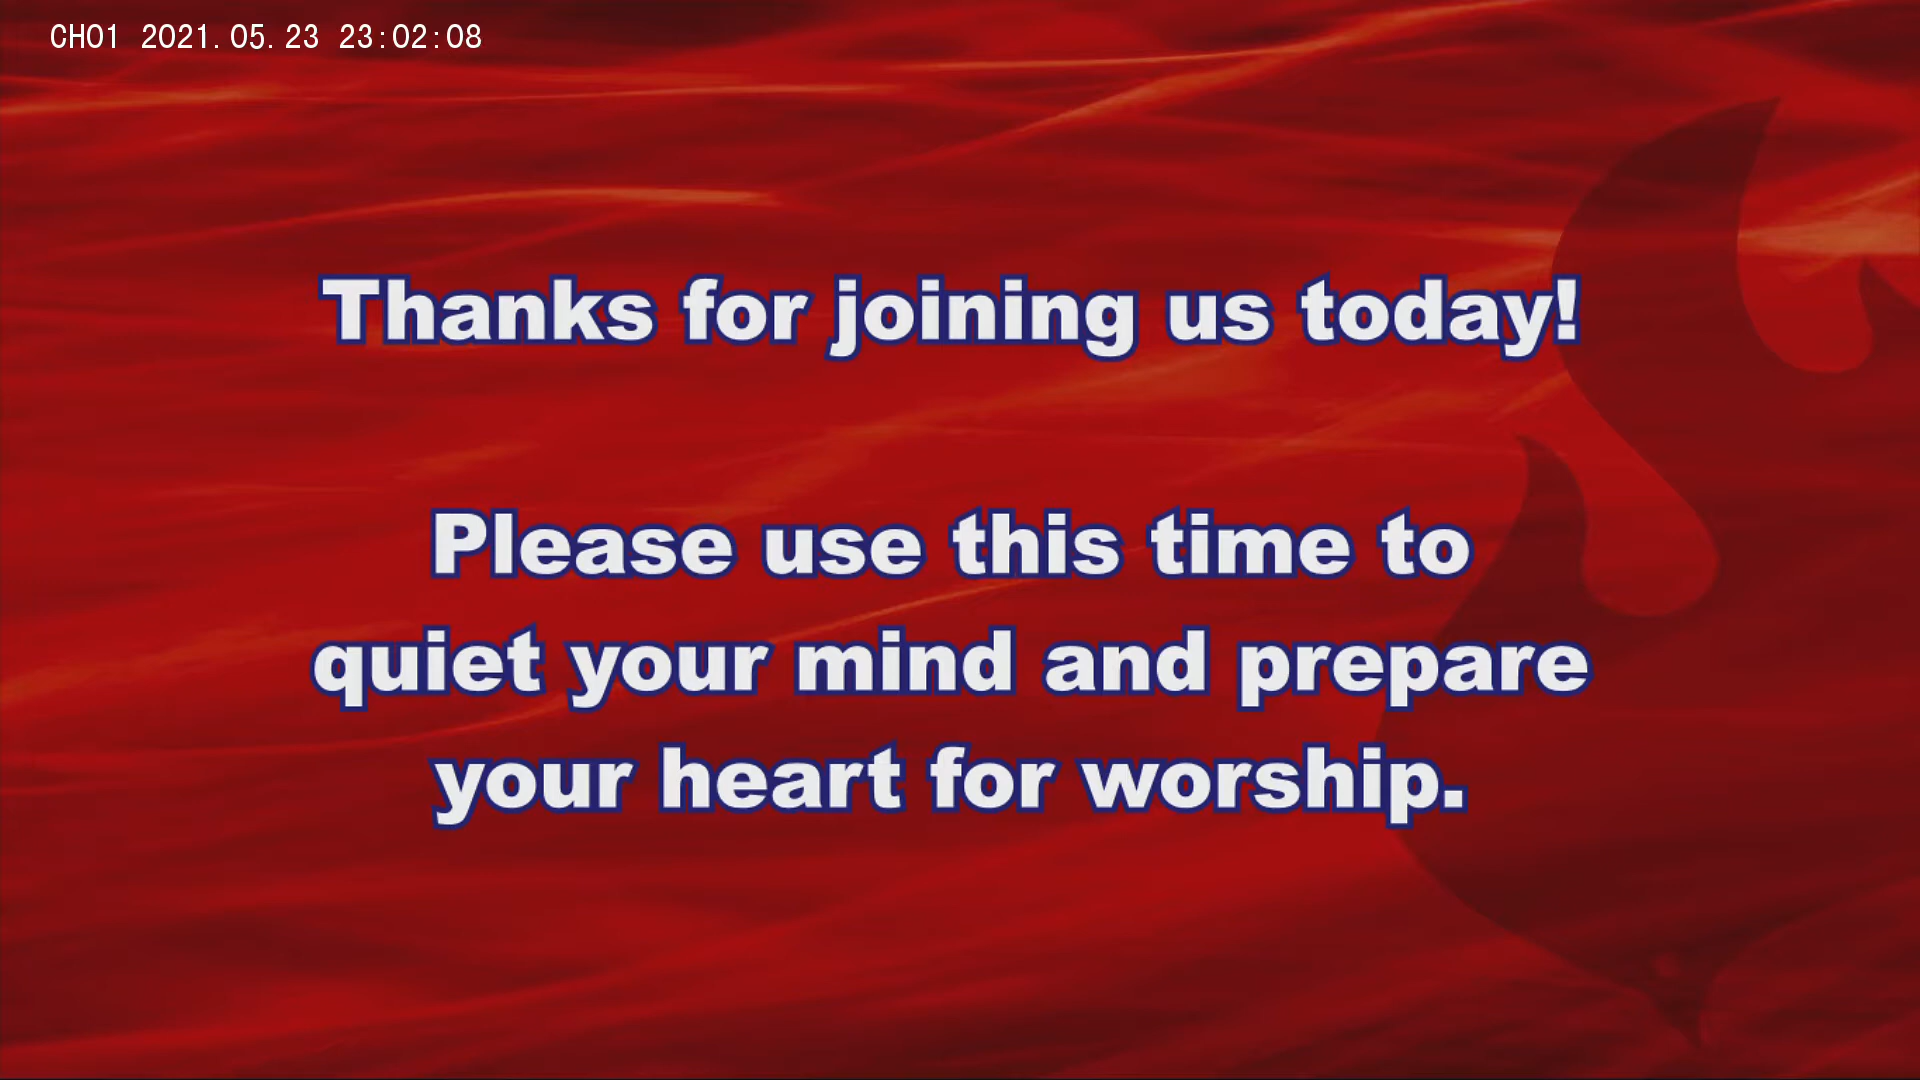 CH01 2021.05.23 23:02:08
Thanks for joining us today!
Please use this time to
quiet your mind and prepare
your heart for worship.